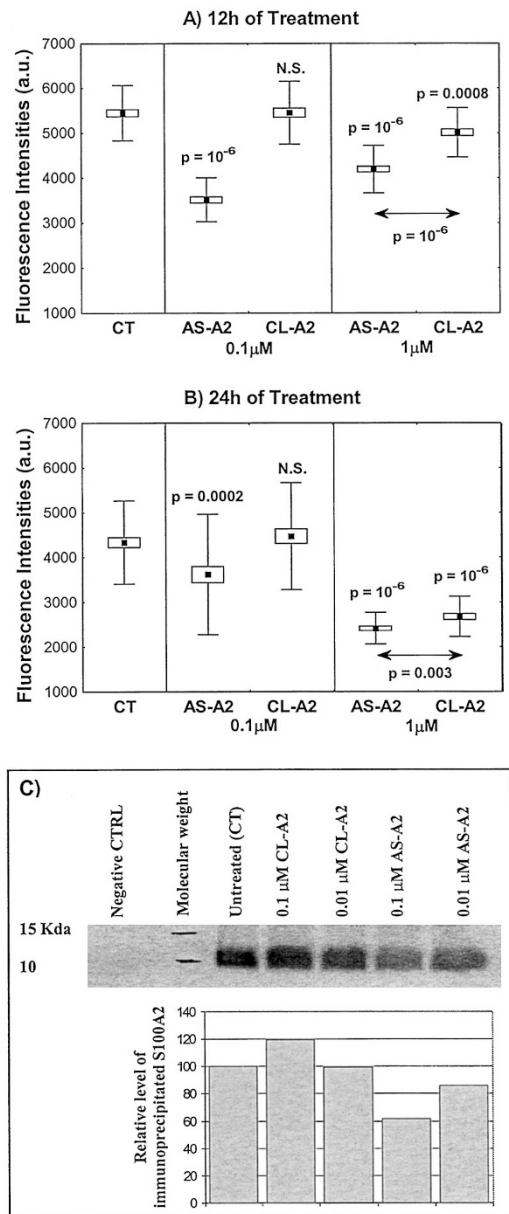 A) 12h of Treatment
Fluorescence Intensities (a.u.)
7000
6000
5000
4000
3000
2000
1000
p = 10⁻⁶
N.S.
p = 10⁻⁶
p = 0.0008
p = 10⁻⁶
CT AS-A2 CL-A2 AS-A2 CL-A2
0.1μM 1μM
B) 24h of Treatment
Fluorescence Intensities (a.u.)
7000
6000
5000
4000
3000
2000
1000
p = 0.0002
N.S.
p = 10⁻⁶
p = 10⁻⁶
p = 0.003
CT AS-A2 CL-A2 AS-A2 CL-A2
0.1μM 1μM
C)
Negative CTRL
Molecular weight
Untreated (CT)
0.1 μM CL-A2
0.01 μM CL-A2
0.1 μM AS-A2
0.01 μM AS-A2
15 Kda
10
Relative level of
immunoprecipitated S100A2
140
120
100
80
60
40
20
0